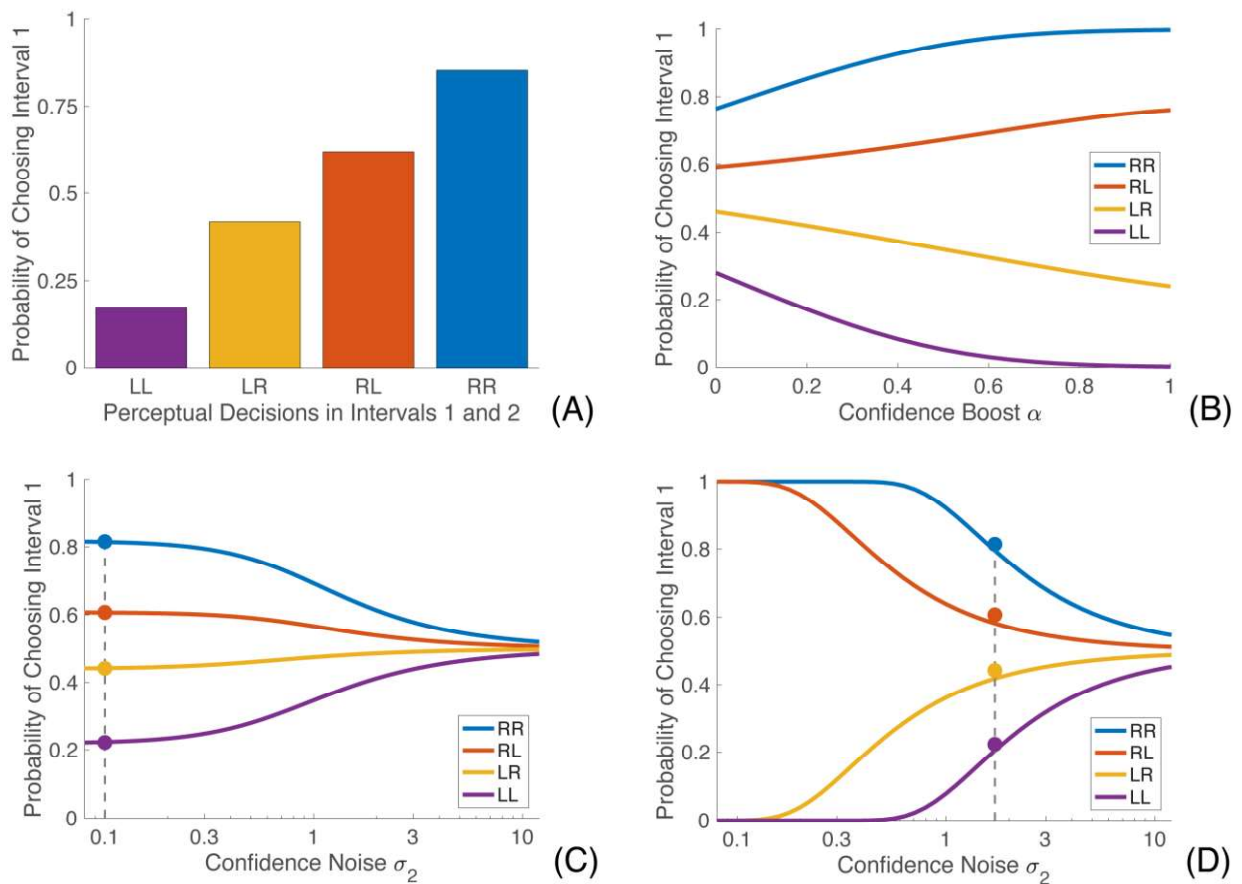 Probability of Choosing Interval 1
1
0.75
0.5
0.25
0
LL LR RL RR
Perceptual Decisions in Intervals 1 and 2
(A)
Probability of Choosing Interval 1
1
0.8
0.6
0.4
0.2
0
RR
RL
LR
LL
0 0.2 0.4 0.6 0.8 1
Confidence Boost α
(B)
Probability of Choosing Interval 1
1
0.8
0.6
0.4
0.2
0
RR
RL
LR
LL
0.1 0.3 1 3 10
Confidence Noise σ₂
(C)
Probability of Choosing Interval 1
1
0.8
0.6
0.4
0.2
0
RR
RL
LR
LL
0.1 0.3 1 3 10
Confidence Noise σ₂
(D)